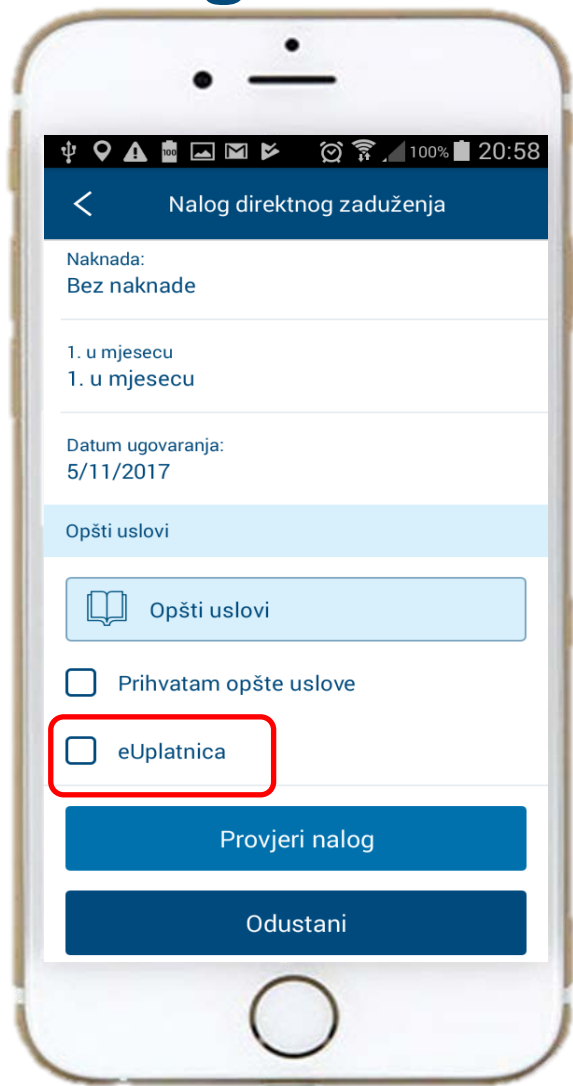 100
100% 20:58
Nalog direktnog zaduženja
Naknada:
Bez naknade
1. u mjesecu
1. u mjesecu
Datum ugovaranja:
5/11/2017
Opšti uslovi
Opšti uslovi
Prihvatam opšte uslove
eUplatnica
Provjeri nalog
Odustani